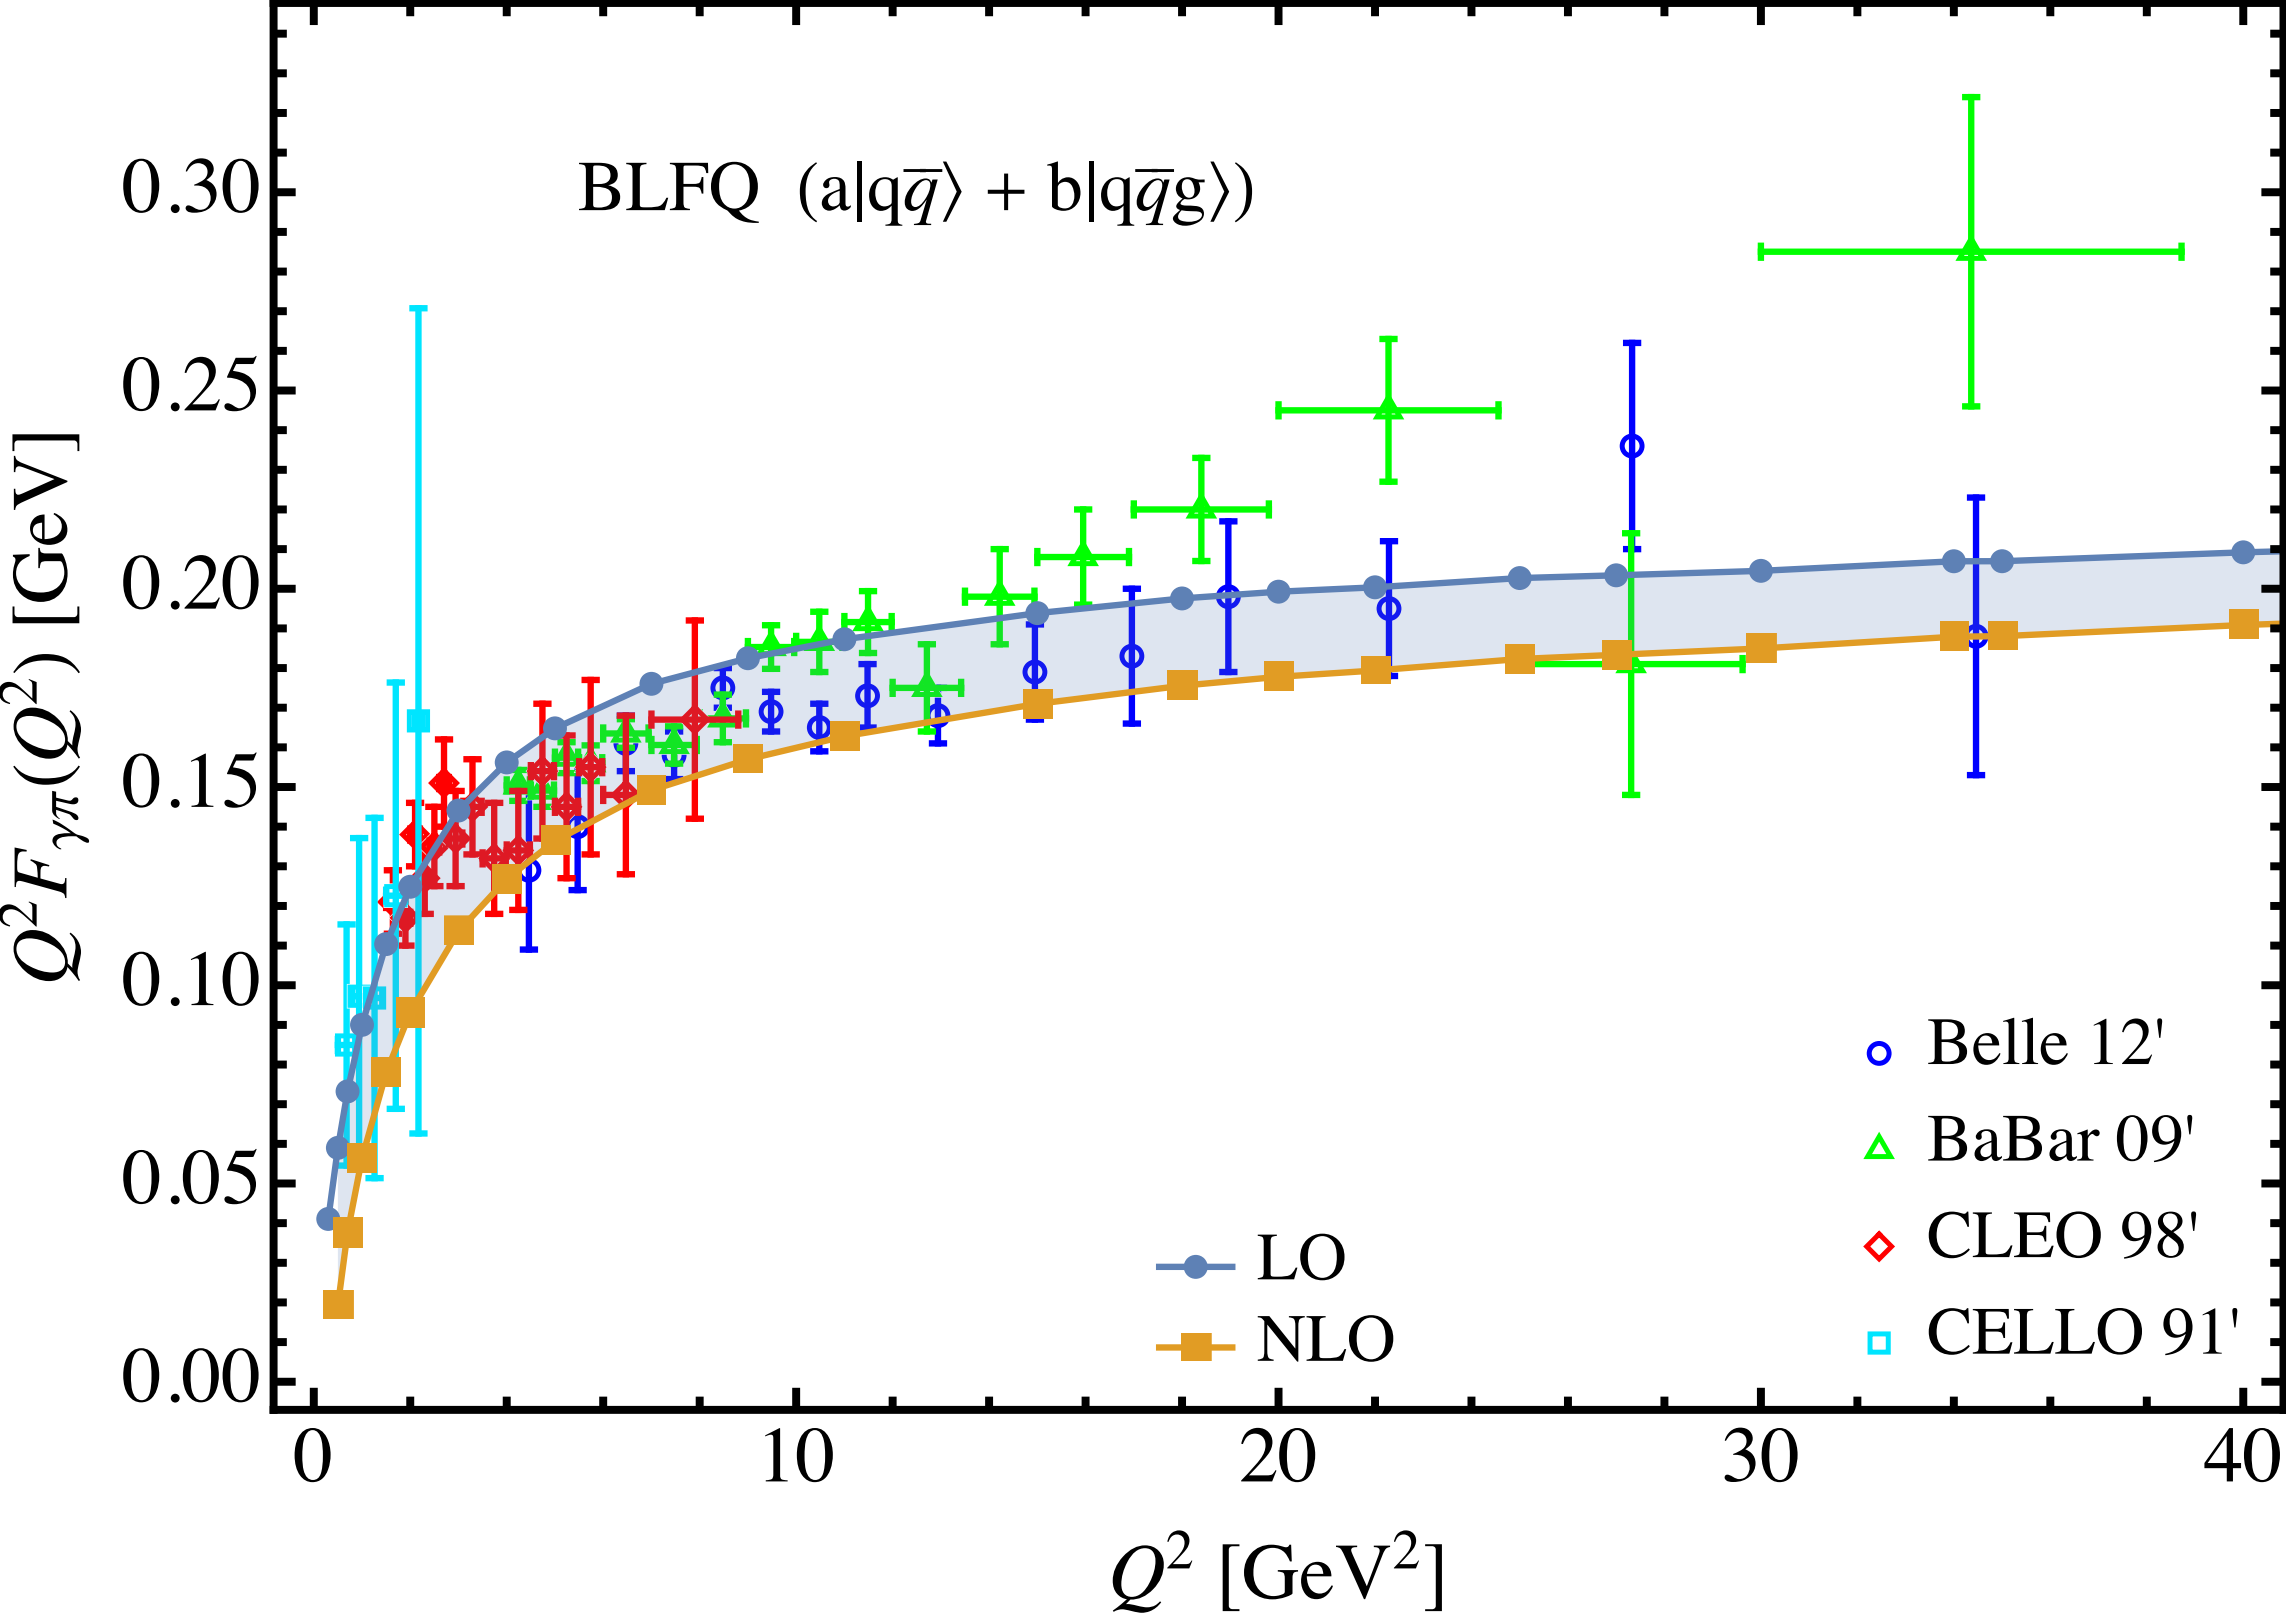 BLFQ (a|qq̅⟩ + b|qq̅g⟩)
Q²F_γπ(Q²) [GeV]
0.30
0.25
0.20
0.15
0.10
0.05
0.00
Belle 12'
BaBar 09'
CLEO 98'
CELLO 91'
LO
NLO
0 10 20 30 40
Q² [GeV²]